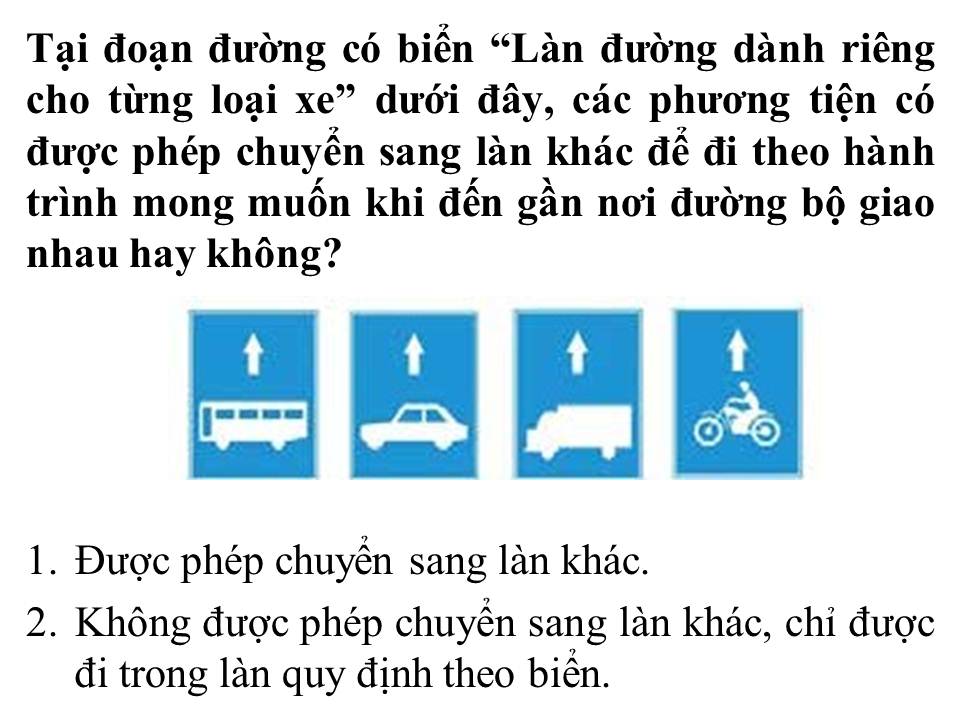 Tại đoạn đường có biển “Làn đường dành riêng
cho từng loại xe” dưới đây, các phương tiện có
được phép chuyển sang làn khác để đi theo hành
trình mong muốn khi đến gần nơi đường bộ giao
nhau hay không?
1. Được phép chuyển sang làn khác.
2. Không được phép chuyển sang làn khác, chỉ được
đi trong làn quy định theo biển.